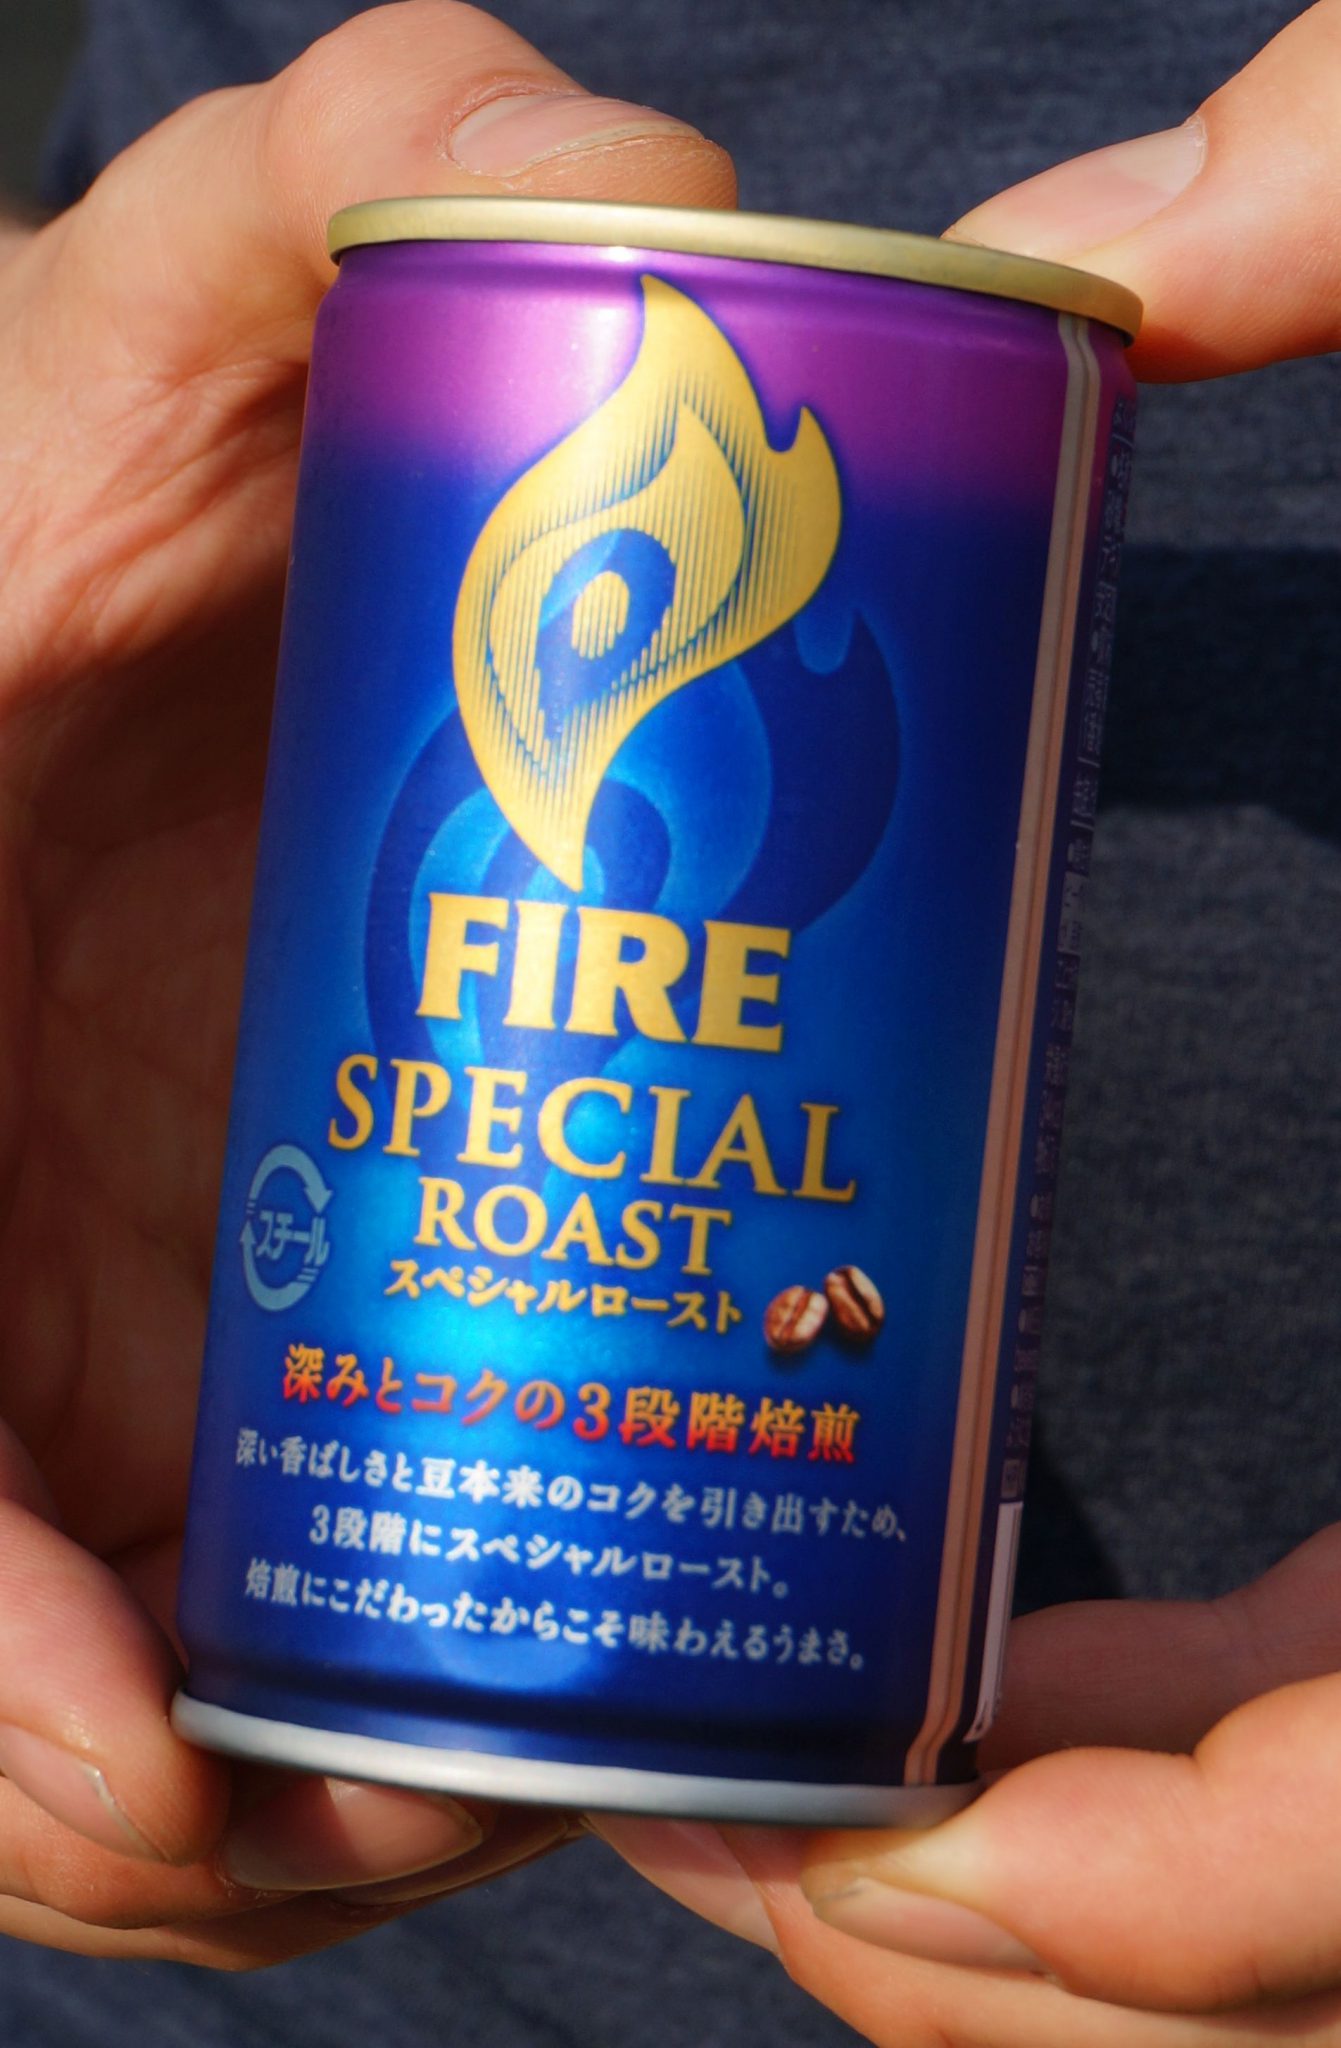 FIRE
SPECIAL
ROAST
スチール
スペシャルロースト
深みとコクの3段階焙煎
深い香ばしさと豆本来のコクを引き出すため、
3段階にスペシャルロースト。
焙煎にこだわったからこそ味わえるうまさ。